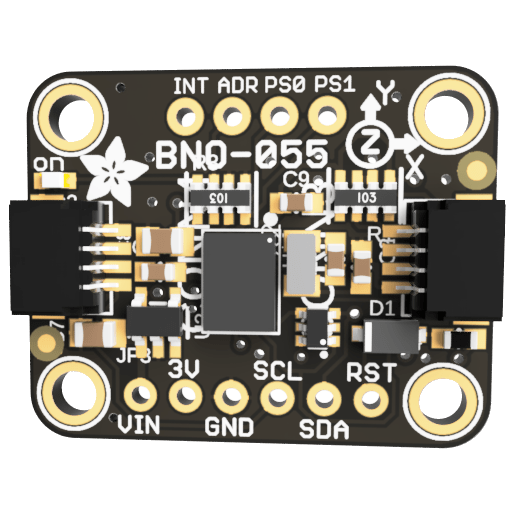 INT ADR PS0 PS1
Y
Z
X
BNO-055
on
C9
103
103
D1
JP3
3V SCL RST
VIN GND SDA